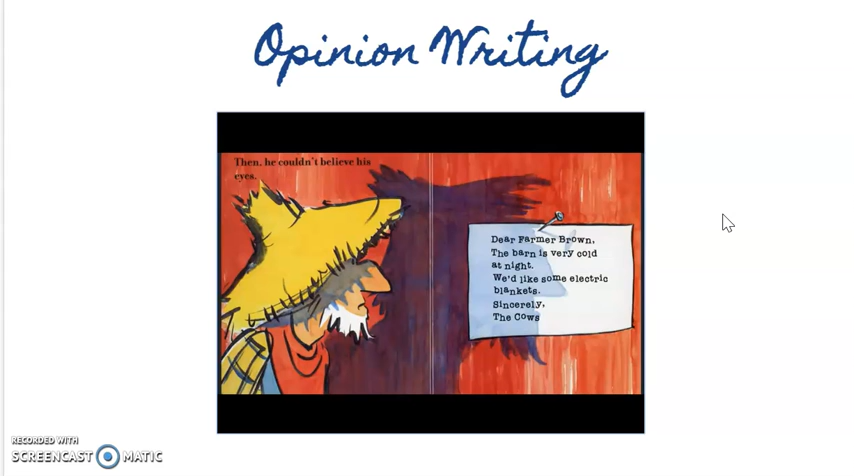 Opinion Writing
Then, he couldn't believe his
eyes.
Dear Farmer Brown,
The barn is very cold
at night.
We'd like some electric
blankets.
Sincerely,
The Cows
RECORDED WITH
SCREENCAST MATIC